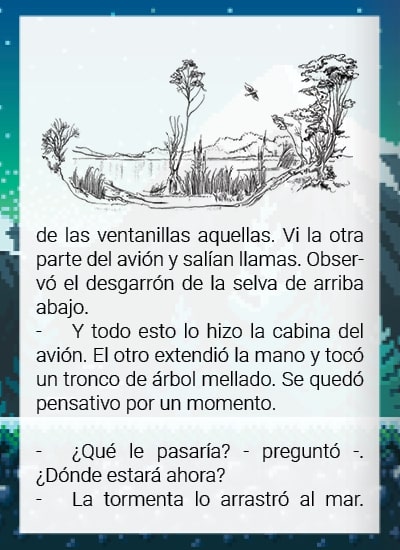 de las ventanillas aquellas. Vi la otra
parte del avión y salían llamas. Obser-
vó el desgarrón de la selva de arriba
abajo.
- Y todo esto lo hizo la cabina del
avión. El otro extendió la mano y tocó
un tronco de árbol mellado. Se quedó
pensativo por un momento.
- ¿Qué le pasaría? - preguntó -.
¿Dónde estará ahora?
- La tormenta lo arrastró al mar.